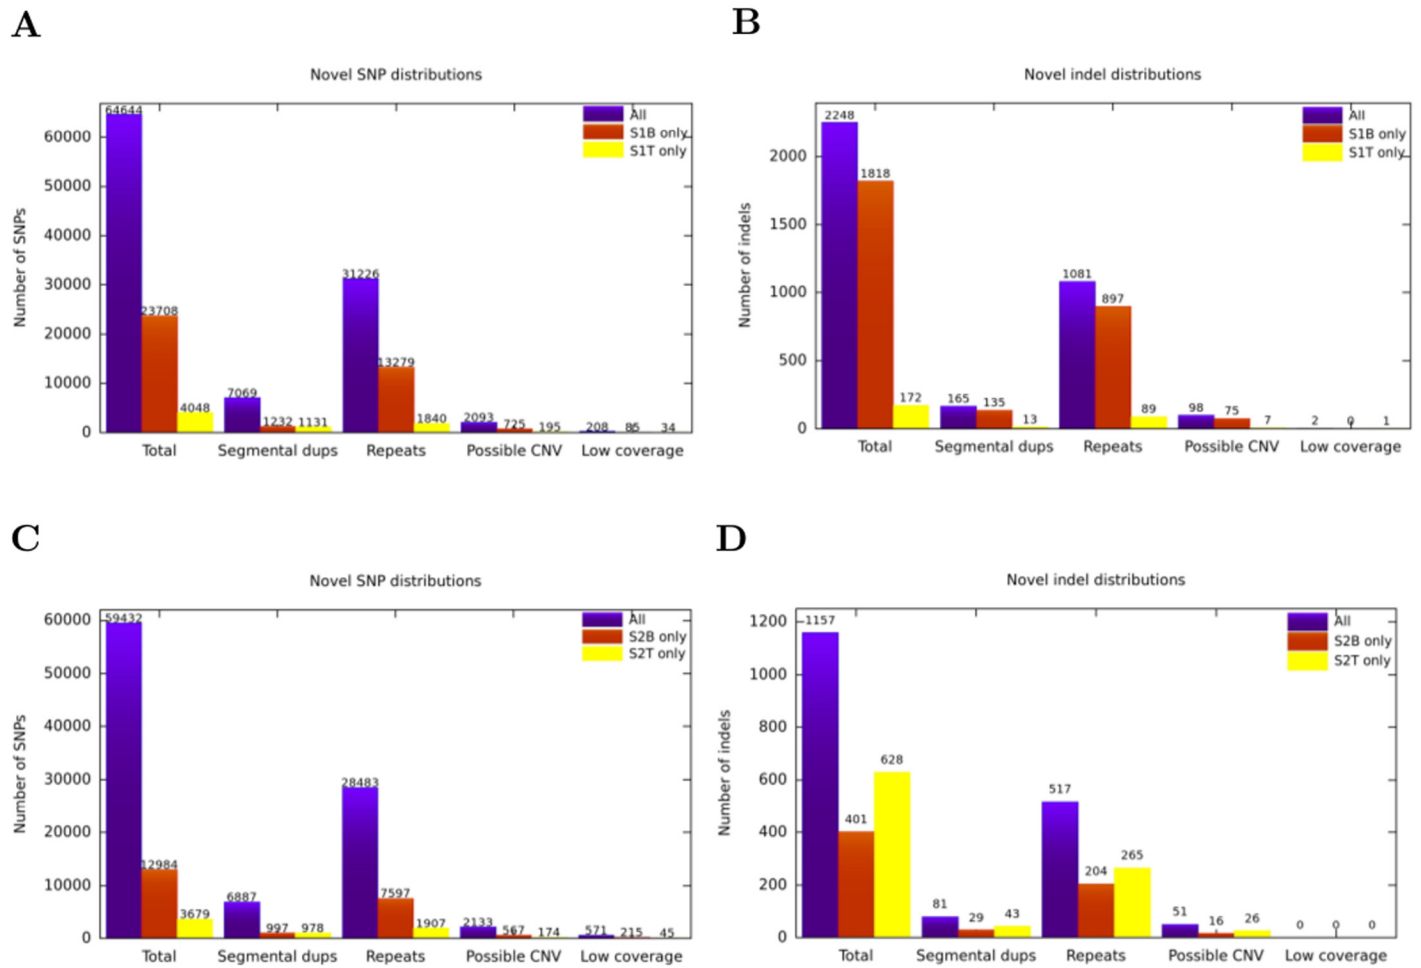 A
Novel SNP distributions
Number of SNPs
60000
50000
40000
30000
20000
10000
0
64644
23708
4048
7069
1232
1131
31226
13279
1840
2093
725
195
208
85
34
All
S1B only
S1T only
Total
Segmental dups
Repeats
Possible CNV
Low coverage
B
Novel indel distributions
Number of indels
2000
1500
1000
500
0
2248
1818
172
165
135
13
1081
897
89
98
75
7
2
0
1
All
S1B only
S1T only
Total
Segmental dups
Repeats
Possible CNV
Low coverage
C
Novel SNP distributions
Number of SNPs
60000
50000
40000
30000
20000
10000
0
59432
12984
3679
6887
997
978
28483
7597
1907
2133
567
174
571
215
45
All
S2B only
S2T only
Total
Segmental dups
Repeats
Possible CNV
Low coverage
D
Novel indel distributions
Number of indels
1200
1000
800
600
400
200
0
1157
401
628
81
29
43
517
204
265
51
16
26
0
0
0
All
S2B only
S2T only
Total
Segmental dups
Repeats
Possible CNV
Low coverage